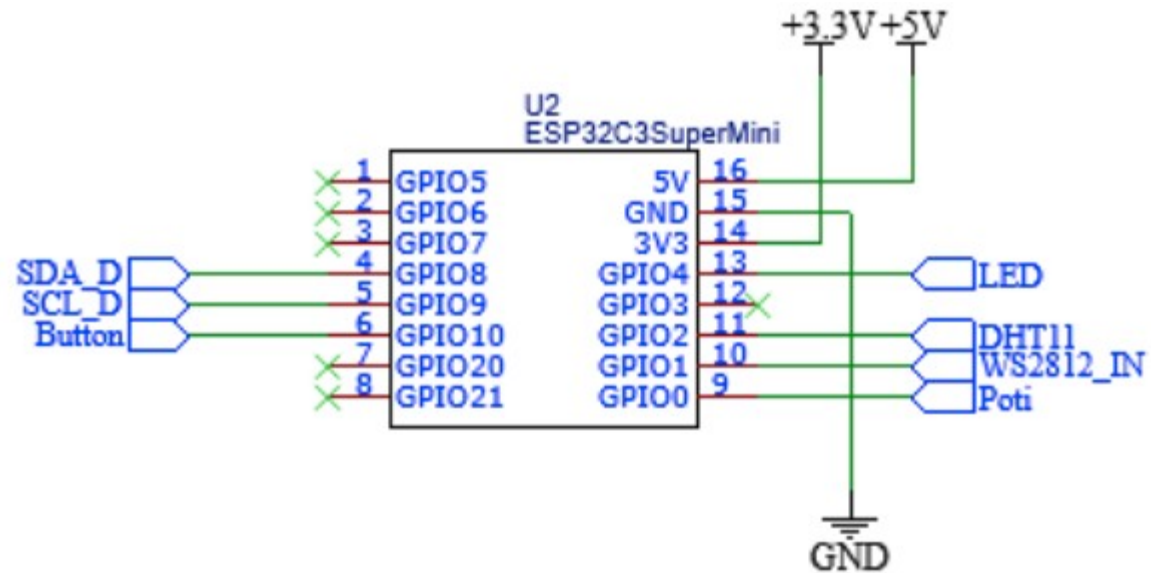 +3.3V +5V
U2
ESP32C3SuperMini
1 GPIO5 5V 16
2 GPIO6 GND 15
3 GPIO7 3V3 14
SDA_D 4 GPIO8 GPIO4 13 LED
SCL_D 5 GPIO9 GPIO3 12
Button 6 GPIO10 GPIO2 11 DHT11
7 GPIO20 GPIO1 10 WS2812_IN
8 GPIO21 GPIO0 9 Poti
GND